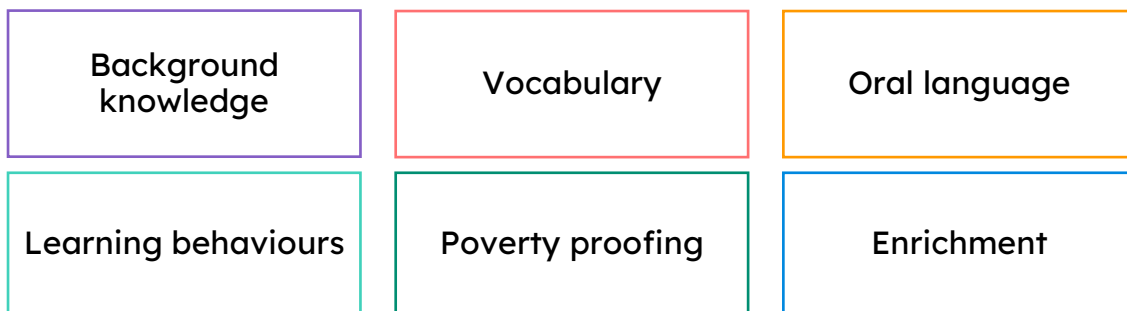 Background
knowledge
Vocabulary
Oral language
Learning behaviours
Poverty proofing
Enrichment